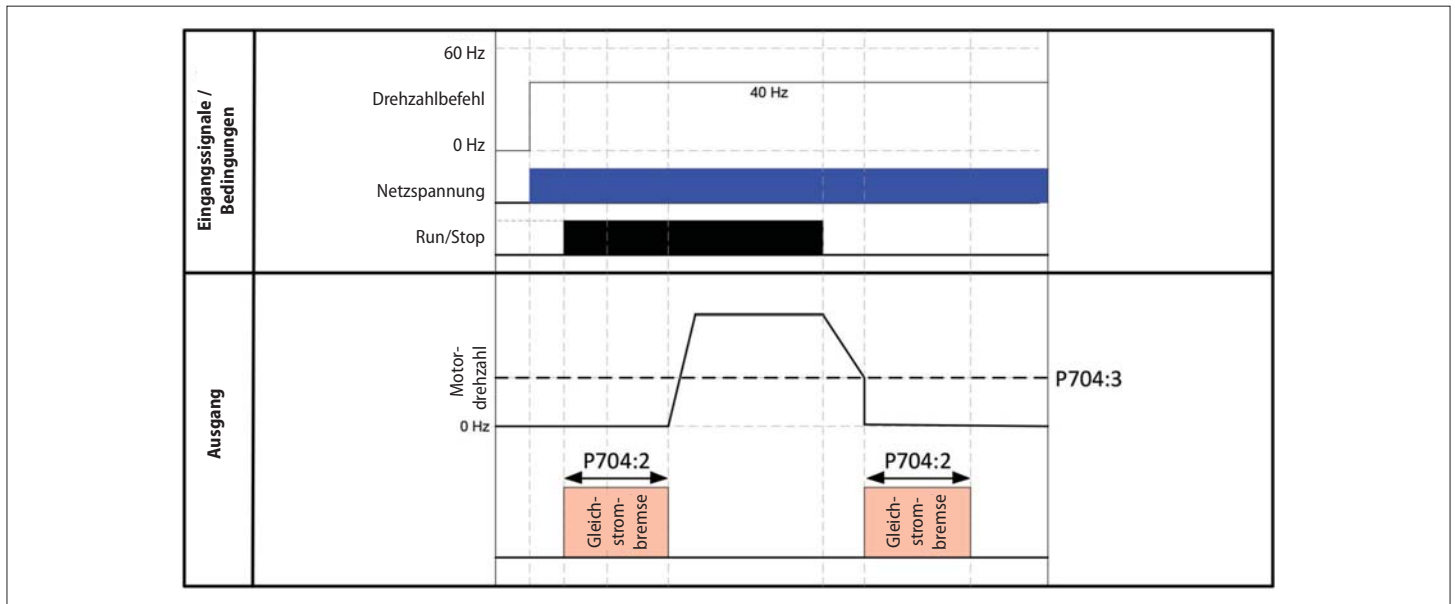 Eingangssignale /
Bedingungen
60 Hz
Drehzahlbefehl
40 Hz
0 Hz
Netzspannung
Run/Stop
Ausgang
Motor-
drehzahl
P704:3
0 Hz
P704:2
P704:2
Gleich-
strom-
bremse
Gleich-
strom-
bremse